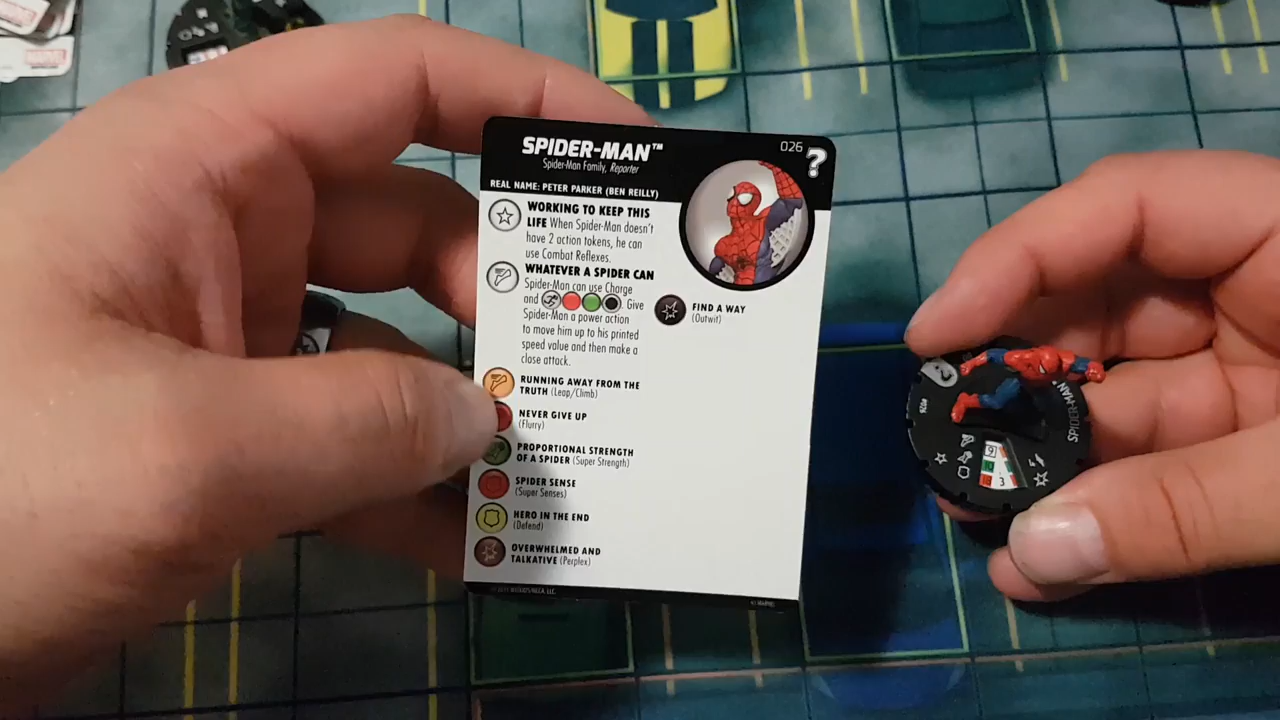 SPIDER-MAN™
026
?
Spider-Man Family, Reporter
REAL NAME: PETER PARKER (BEN REILLY)
WORKING TO KEEP THIS
LIFE When Spider-Man doesn't
have 2 action tokens, he can
use Combat Reflexes.
WHATEVER A SPIDER CAN
Spider-Man can use Charge
and . Give
Spider-Man a power action
to move him up to his printed
speed value and then make a
close attack.
RUNNING AWAY FROM THE
TRUTH (Leap/Climb)
NEVER GIVE UP
(Flurry)
PROPORTIONAL STRENGTH
OF A SPIDER (Super Strength)
SPIDER SENSE
(Super Senses)
HERO IN THE END
(Defend)
OVERWHELMED AND
TALKATIVE (Perplex)
FIND A WAY
(Outwit)
SPIDER-MAN
9
3